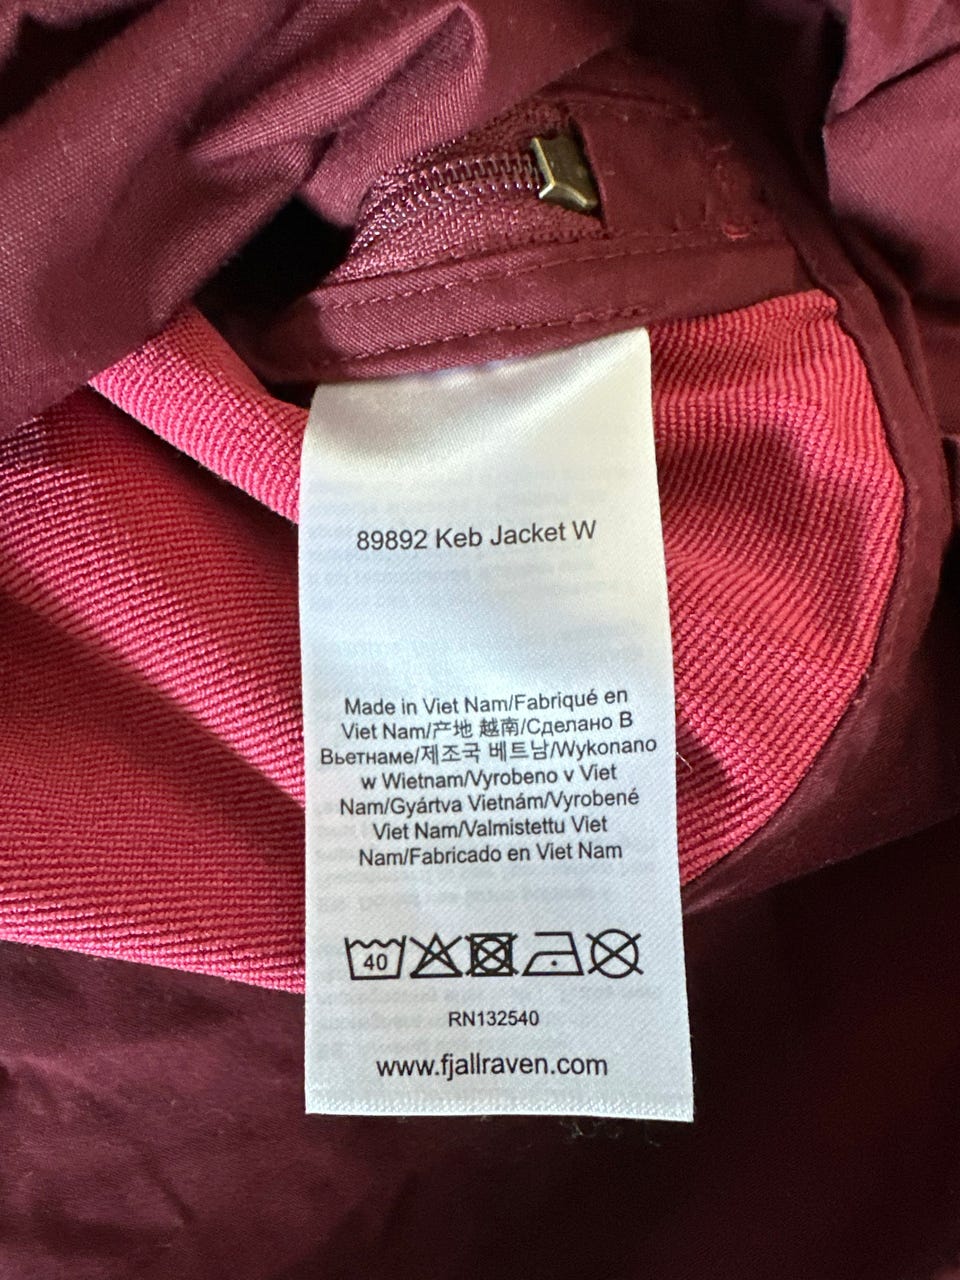 89892 Keb Jacket W
Made in Viet Nam/Fabriqué en
Viet Nam/产地 越南/Сделано В
Вьетнаме/제조국 베트남/Wykonano
w Wietnam/Vyrobeno v Viet
Nam/Gyártva Vietnám/Vyrobené
Viet Nam/Valmistettu Viet
Nam/Fabricado en Viet Nam
40
RN132540
www.fjallraven.com